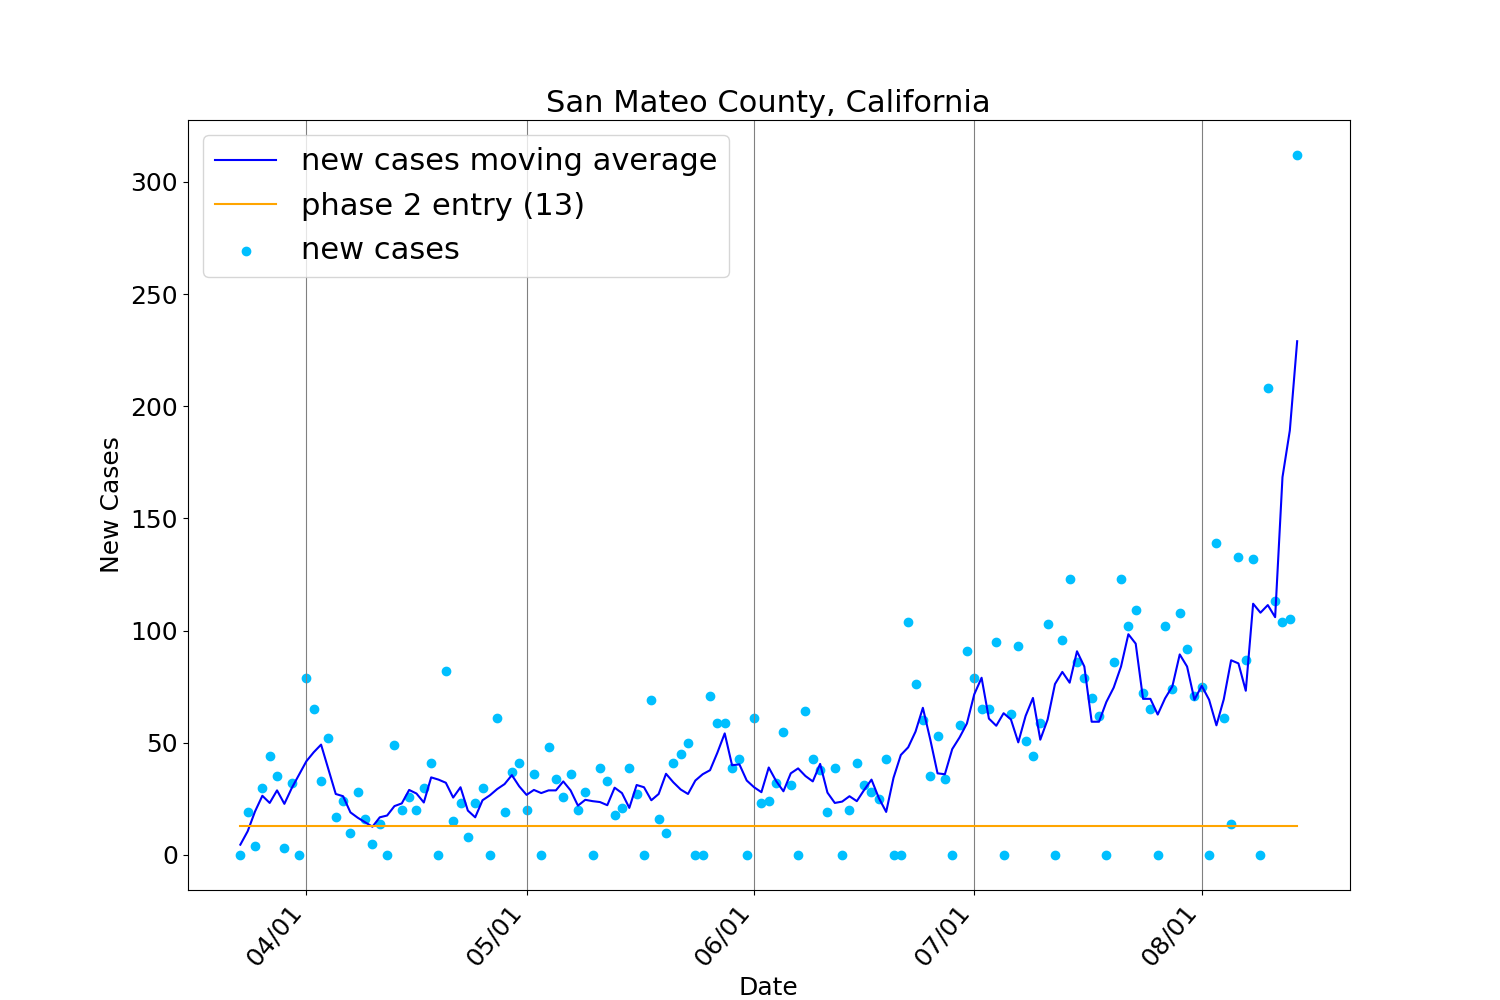 San Mateo County, California
new cases moving average
phase 2 entry (13)
new cases
300
250
200
150
100
50
0
New Cases
04/01
05/01
06/01
07/01
08/01
Date